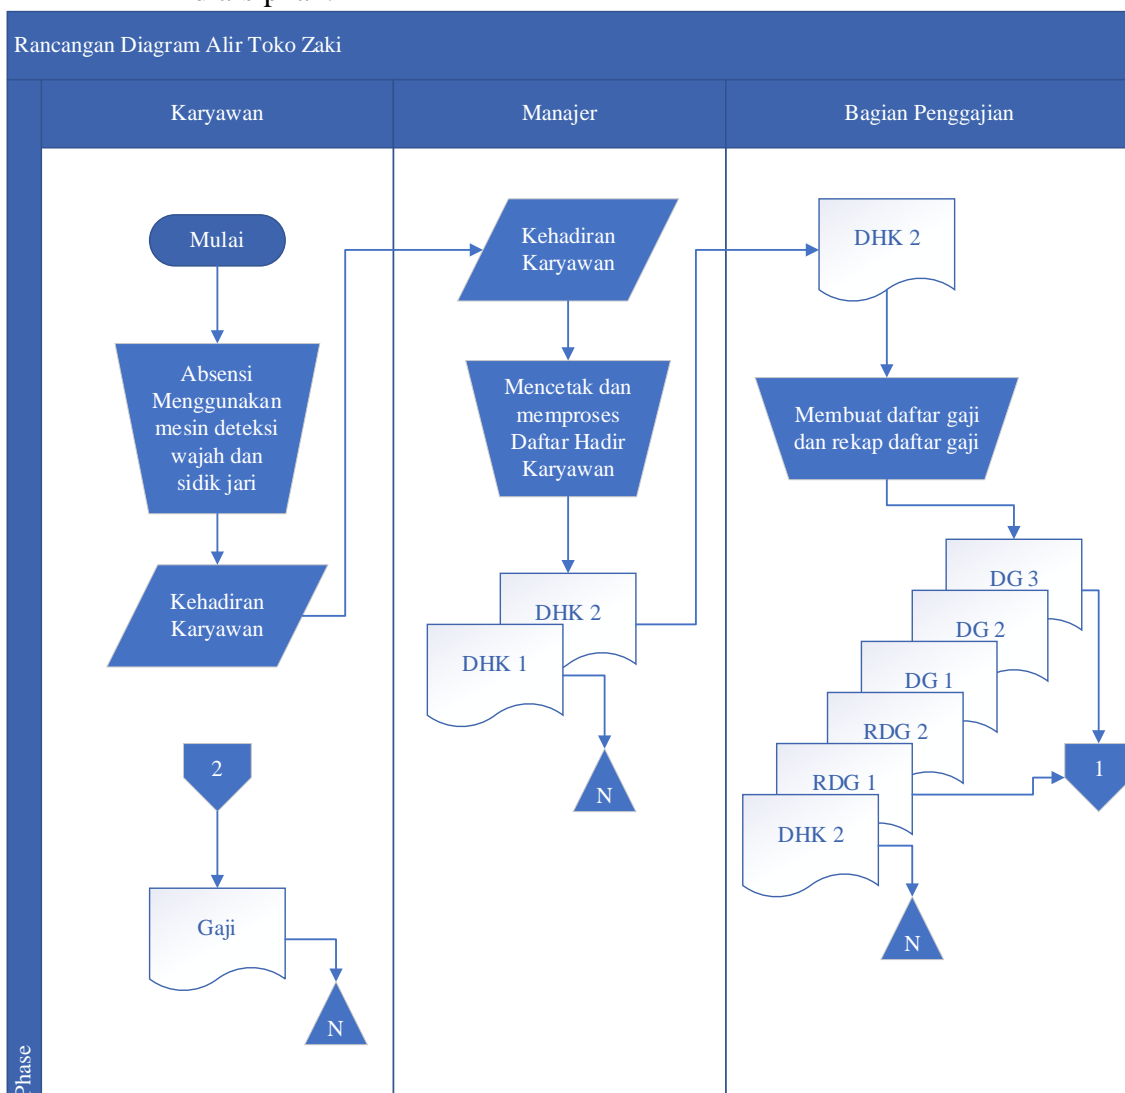 Rancangan Diagram Alir Toko Zaki
Karyawan
Manajer
Bagian Penggajian
Mulai
Absensi
Menggunakan
mesin deteksi
wajah dan
sidik jari
Kehadiran
Karyawan
2
Gaji
N
Kehadiran
Karyawan
Mencetak dan
memproses
Daftar Hadir
Karyawan
DHK 2
DHK 1
N
DHK 2
Membuat daftar gaji
dan rekap daftar gaji
DG 3
DG 2
DG 1
RDG 2
RDG 1
DHK 2
1
N
Phase